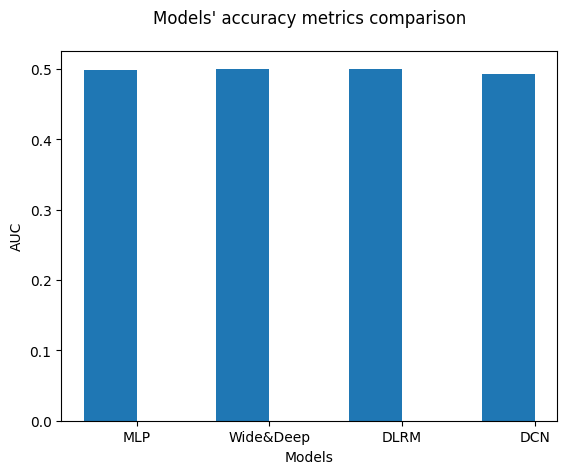 Models' accuracy metrics comparison
0.5
0.4
0.3
0.2
0.1
0.0
AUC
MLP
Wide&Deep
DLRM
DCN
Models